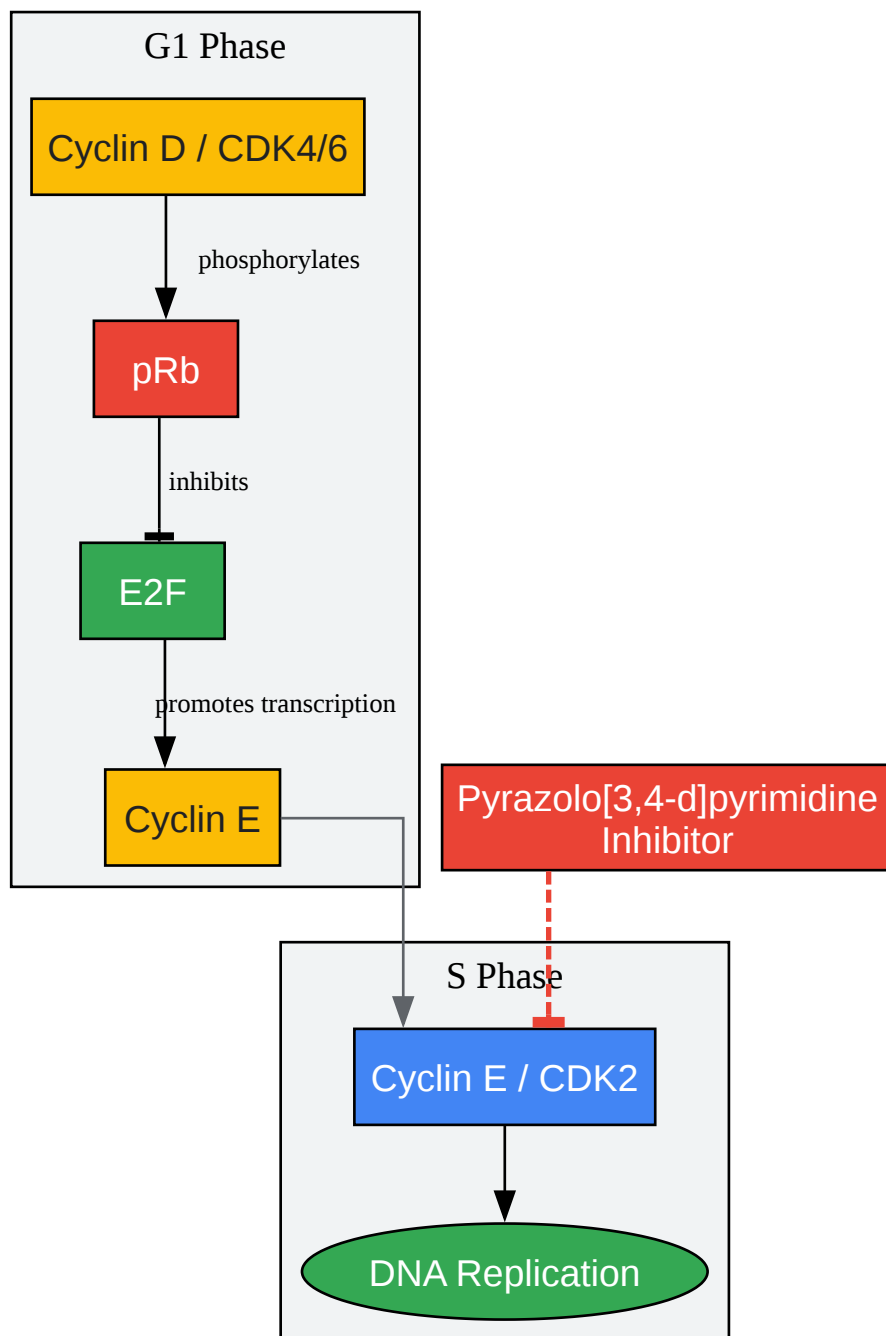 G1 Phase
Cyclin D / CDK4/6
phosphorylates
pRb
inhibits
E2F
promotes transcription
Cyclin E
Pyrazolo[3,4-d]pyrimidine
Inhibitor
S Phase
Cyclin E / CDK2
DNA Replication